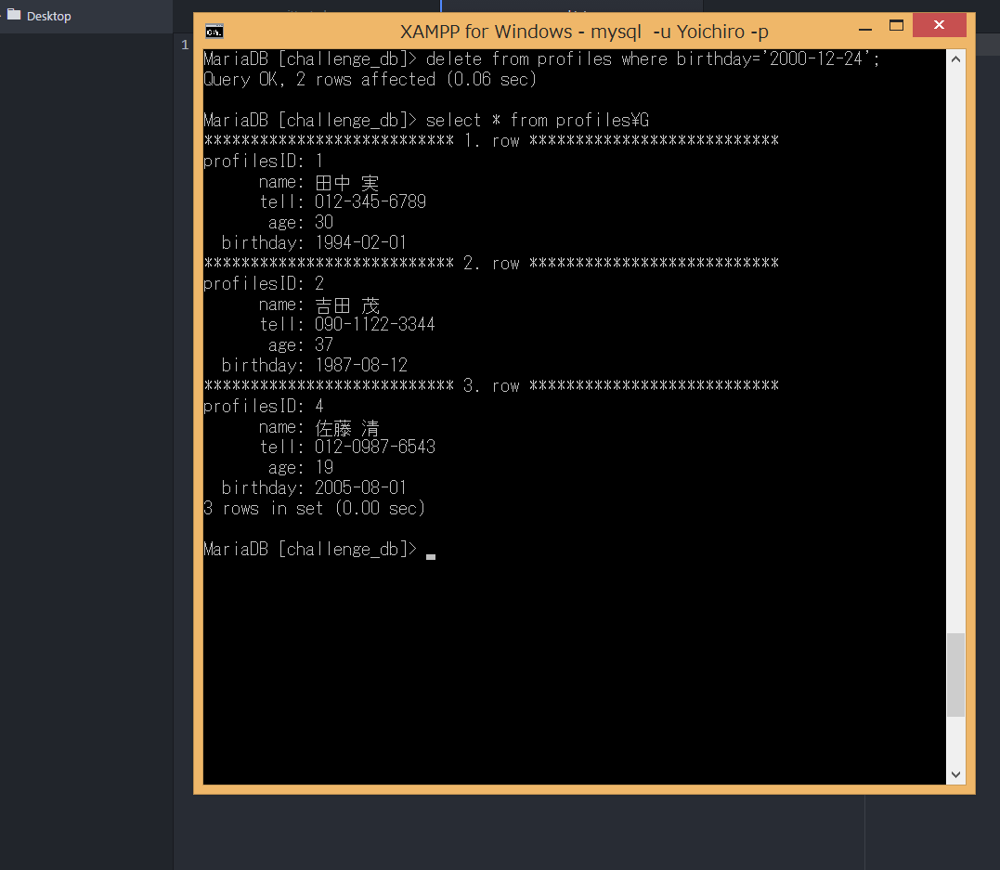 Desktop
1
XAMPP for Windows - mysql -u Yoichiro -p
MariaDB [challenge_db]> delete from profiles where birthday='2000-12-24';
Query OK, 2 rows affected (0.06 sec)
MariaDB [challenge_db]> select * from profiles¥G
*************************** 1. row ***************************
profilesID: 1
name: 田中 実
tell: 012-345-6789
age: 30
birthday: 1994-02-01
*************************** 2. row ***************************
profilesID: 2
name: 吉田 茂
tell: 090-1122-3344
age: 37
birthday: 1987-08-12
*************************** 3. row ***************************
profilesID: 4
name: 佐藤 清
tell: 012-0987-6543
age: 19
birthday: 2005-08-01
3 rows in set (0.00 sec)
MariaDB [challenge_db]>